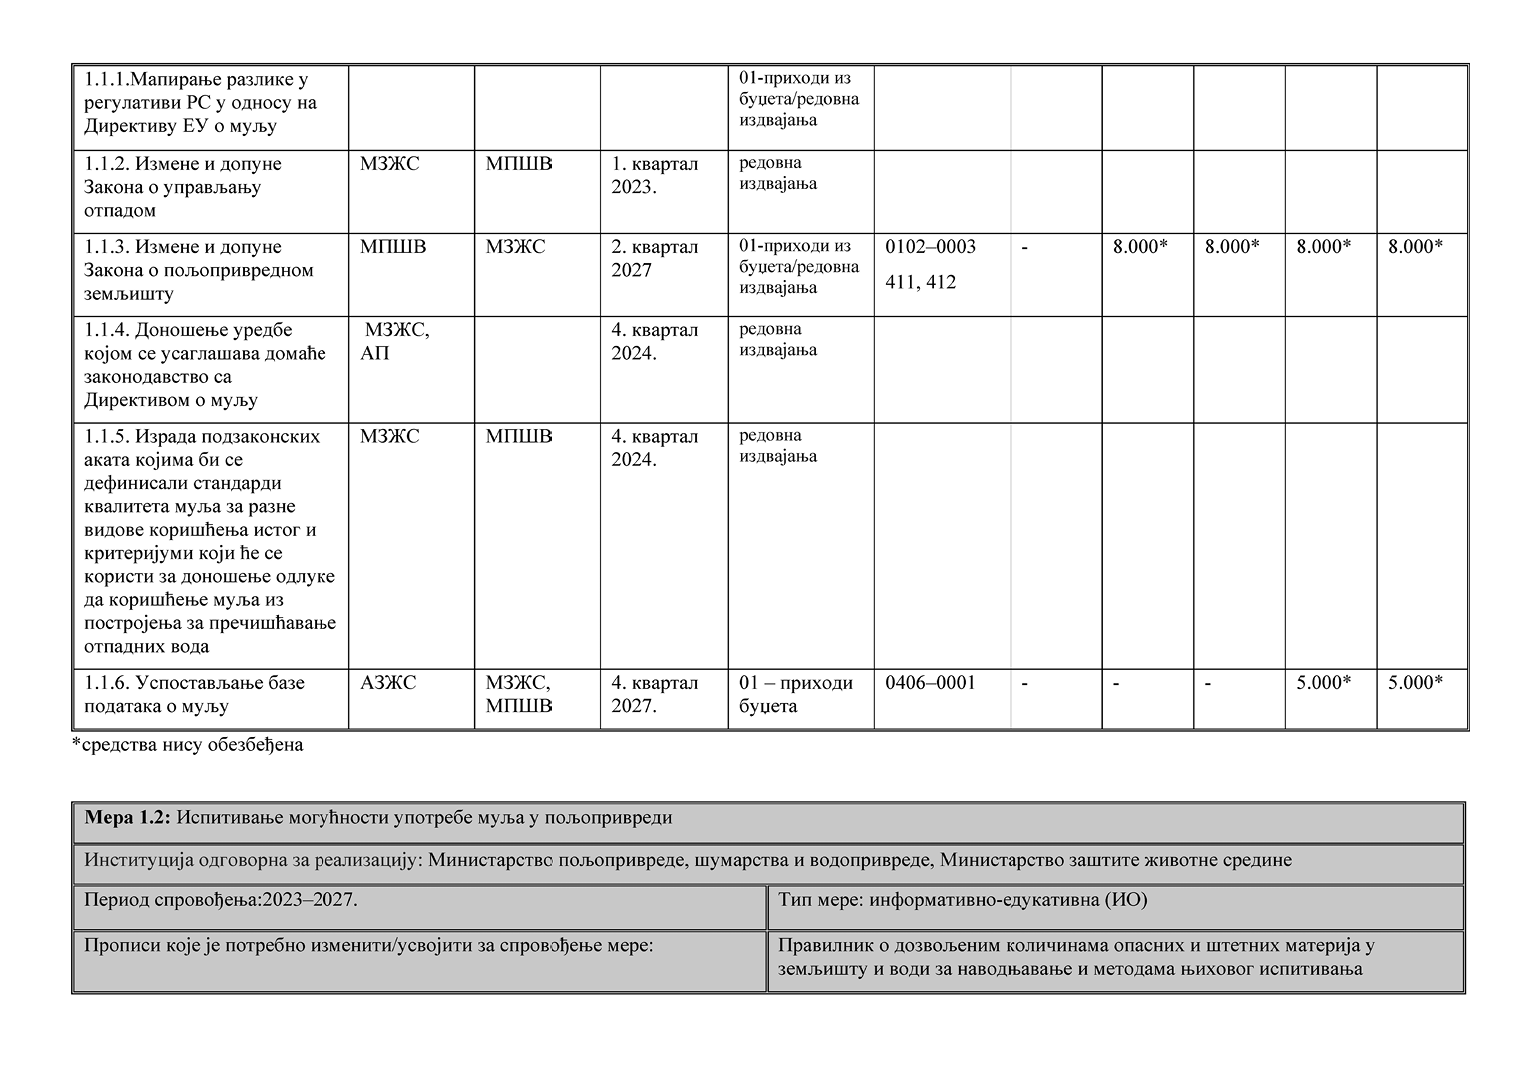 1.1.1.Мапирање разлике у
регулативи РС у односу на
Директиву ЕУ о муљу
01-приходи из
буџета/редовна
издвајања
1.1.2. Измене и допуне
Закона о управљању
отпадом
МЗЖС
МПШВ
1. квартал
2023.
редовна
издвајања
1.1.3. Измене и допуне
Закона о пољопривредном
земљишту
МПШВ
МЗЖС
2. квартал
2027
01-приходи из
буџета/редовна
издвајања
0102–0003
411, 412
-
8.000*
8.000*
8.000*
8.000*
1.1.4. Доношење уредбе
којом се усаглашава домаће
законодавство са
Директивом о муљу
МЗЖС,
АП
4. квартал
2024.
редовна
издвајања
1.1.5. Израда подзаконских
аката којима би се
дефинисали стандарди
квалитета муља за разне
видове коришћења истог и
критеријуми који ће се
користи за доношење одлуке
да коришћење муља из
постројења за пречишћавање
отпадних вода
МЗЖС
МПШВ
4. квартал
2024.
редовна
издвајања
1.1.6. Успостављање базе
података о муљу
АЗЖС
МЗЖС,
МПШВ
4. квартал
2027.
01 – приходи
буџета
0406–0001
-
-
-
5.000*
5.000*
*средства нису обезбеђена
Мера 1.2: Испитивање могућности употребе муља у пољопривреди
Институција одговорна за реализацију: Министарство пољопривреде, шумарства и водопривреде, Министарство заштите животне средине
Период спровођења:2023–2027.
Тип мере: информативно-едукативна (ИО)
Прописи које је потребно изменити/усвојити за спровођење мере:
Правилник о дозвољеним количинама опасних и штетних материја у
земљишту и води за наводњавање и методама њиховог испитивања